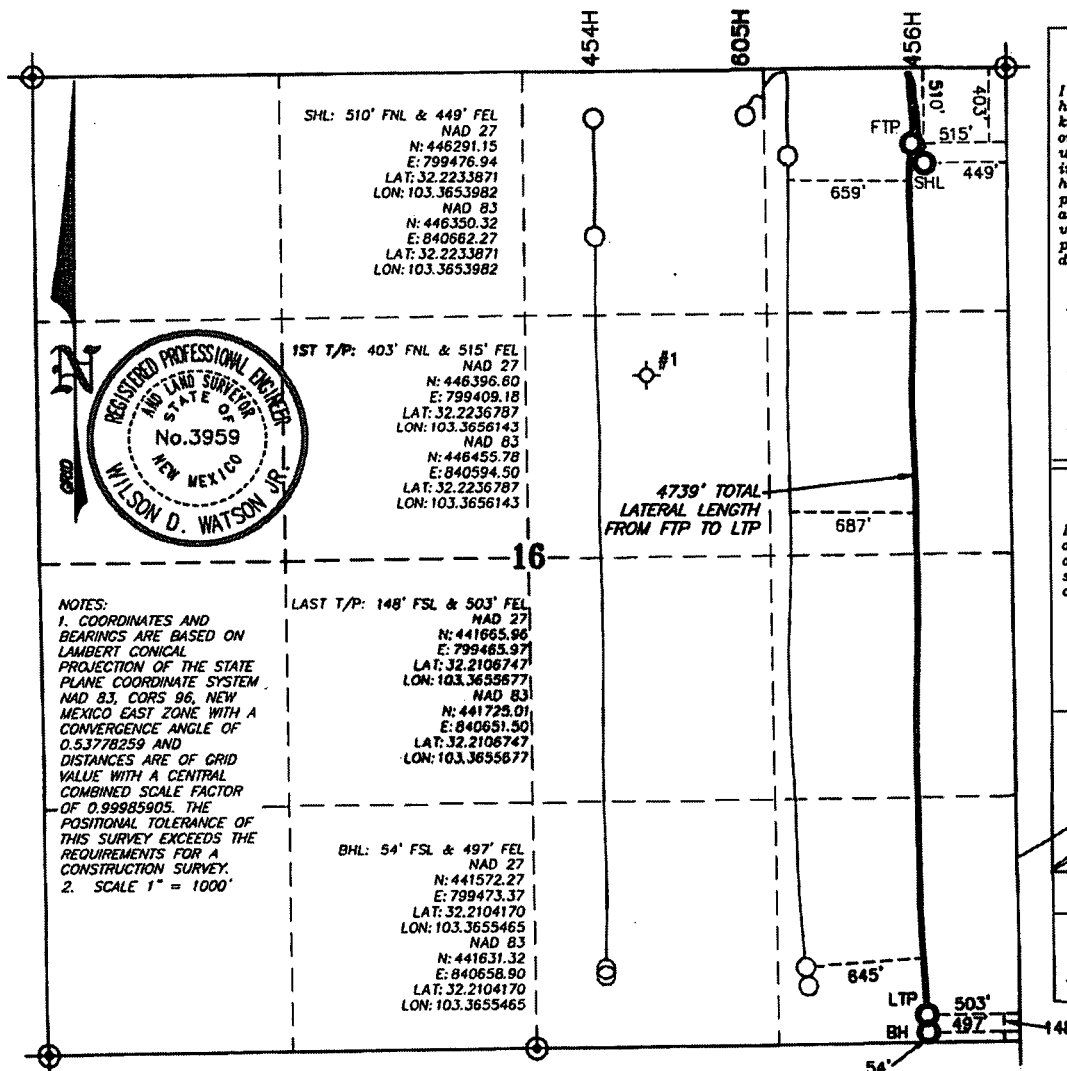 454H
605H
456H
SHL: 510' FNL & 449' FEL
NAD 27
N: 446291.15
E: 799476.94
LAT: 32.2233871
LON: 103.3653982
NAD 83
N: 446350.32
E: 840662.27
LAT: 32.2233871
LON: 103.3653982
510'
403'
FTP
515'
449'
SHL
659'
1ST T/P: 403' FNL & 515' FEL
NAD 27
N: 446396.60
E: 799409.18
LAT: 32.2236787
LON: 103.3656143
NAD 83
N: 446455.78
E: 840594.50
LAT: 32.2236787
LON: 103.3656143
#1
GRID
REGISTERED PROFESSIONAL ENGINEER
AND LAND SURVEYOR
STATE OF
No.3959
NEW MEXICO
WILSON D. WATSON JR.
4739' TOTAL
LATERAL LENGTH
FROM FTP TO LTP
687'
16
NOTES:
1. COORDINATES AND
BEARINGS ARE BASED ON
LAMBERT CONICAL
PROJECTION OF THE STATE
PLANE COORDINATE SYSTEM
NAD 83, CORS 96, NEW
MEXICO EAST ZONE WITH A
CONVERGENCE ANGLE OF
0.53778259 AND
DISTANCES ARE OF GRID
VALUE WITH A CENTRAL
COMBINED SCALE FACTOR
OF 0.99985905. THE
POSITIONAL TOLERANCE OF
THIS SURVEY EXCEEDS THE
REQUIREMENTS FOR A
CONSTRUCTION SURVEY.
2. SCALE 1" = 1000'
LAST T/P: 148' FSL & 503' FEL
NAD 27
N: 441665.96
E: 799465.97
LAT: 32.2106747
LON: 103.3655677
NAD 83
N: 441725.01
E: 840651.50
LAT: 32.2106747
LON: 103.3655677
BHL: 54' FSL & 497' FEL
NAD 27
N: 441572.27
E: 799473.37
LAT: 32.2104170
LON: 103.3655465
NAD 83
N: 441631.32
E: 840658.90
LAT: 32.2104170
LON: 103.3655465
645'
LTP
503'
BH
497'
54'